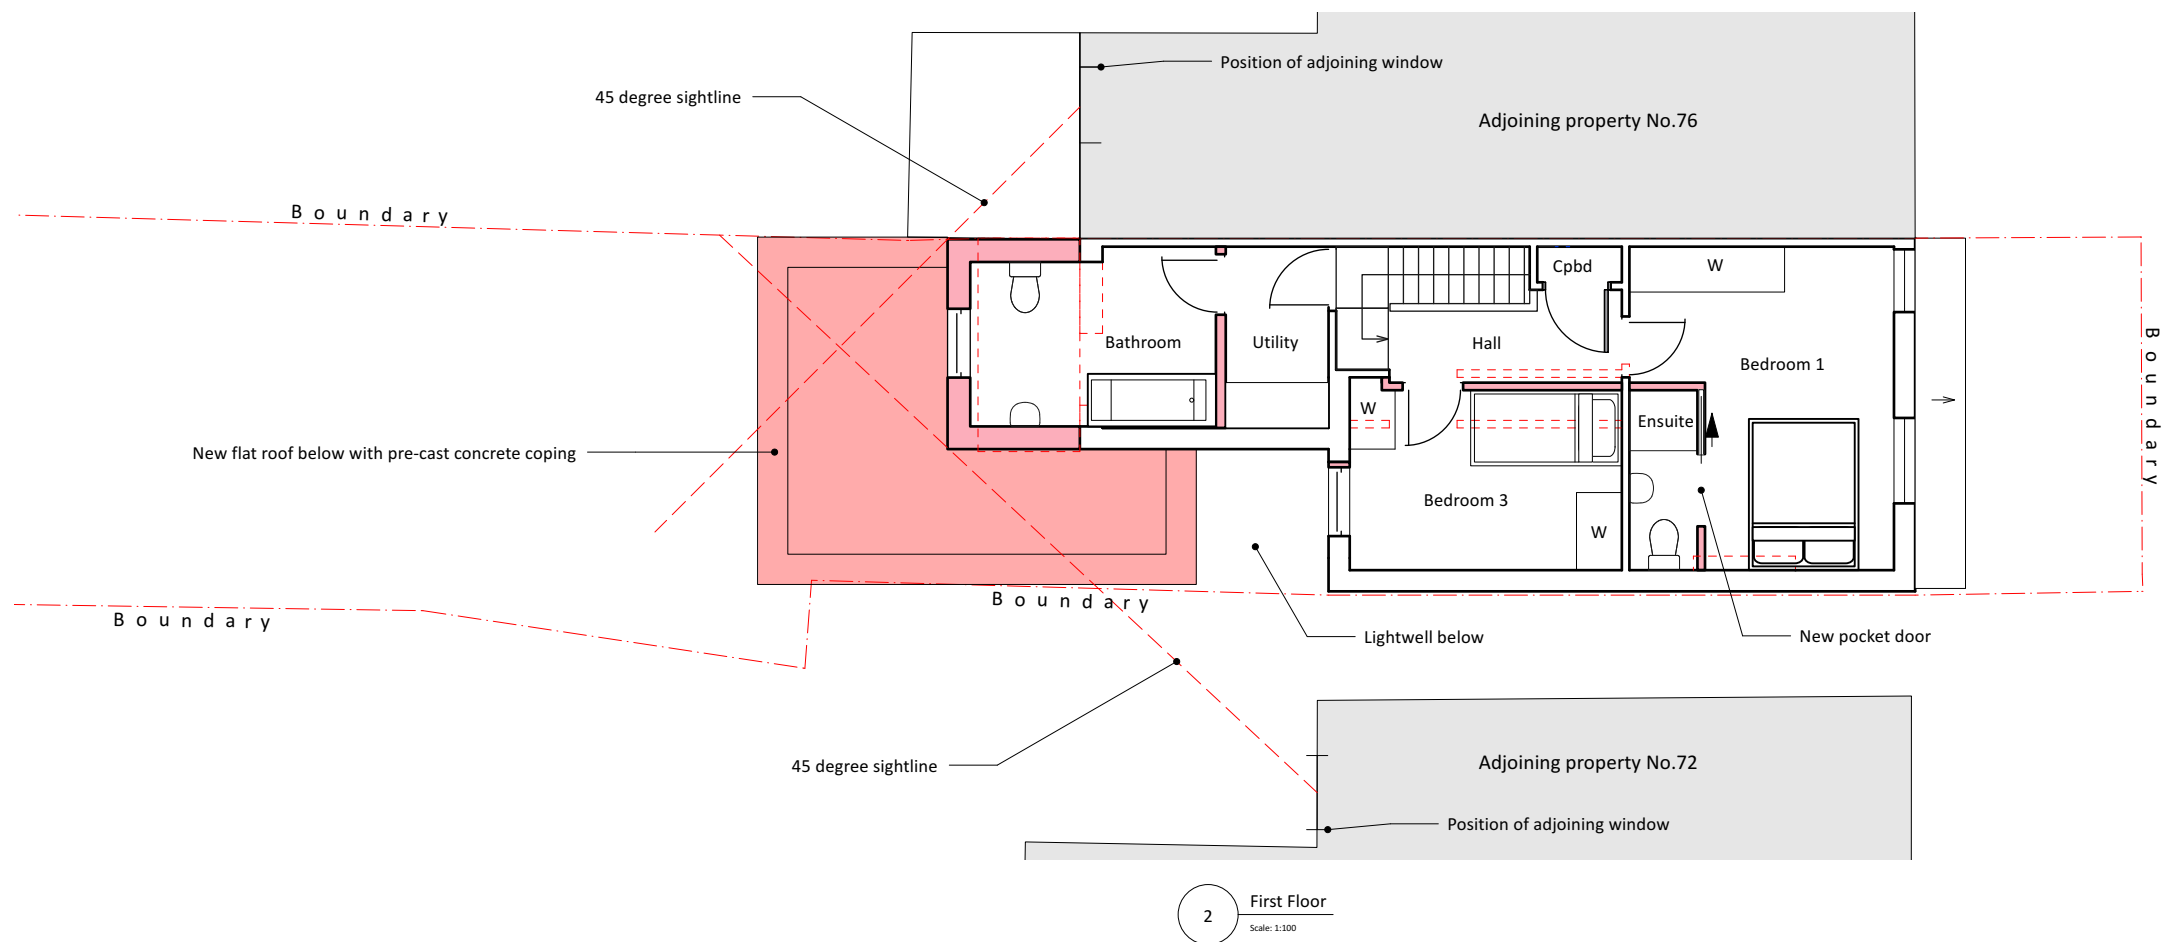 Position of adjoining window
45 degree sightline
Adjoining property No.76
Boundary
Cpbd
W
Bathroom
Utility
Hall
Bedroom 1
Boundary
W
Ensuite
New flat roof below with pre-cast concrete coping
Bedroom 3
W
Boundary
Boundary
Lightwell below
New pocket door
45 degree sightline
Adjoining property No.72
Position of adjoining window
2
First Floor
Scale: 1:100